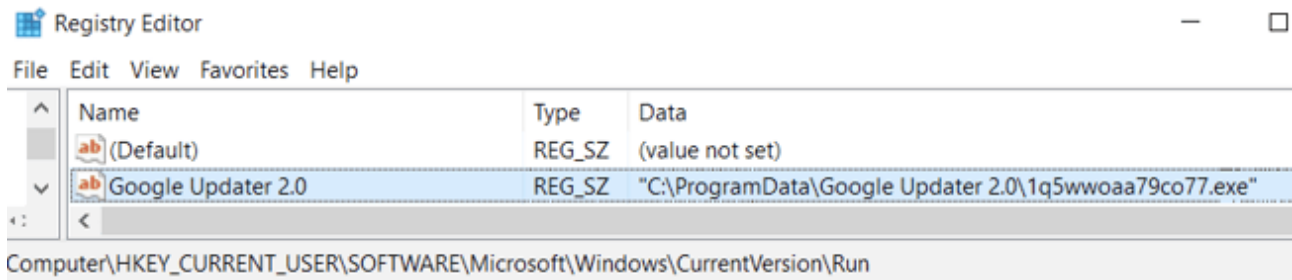 Registry Editor
File Edit View Favorites Help
Name Type Data
(Default) REG_SZ (value not set)
Google Updater 2.0 REG_SZ "C:\ProgramData\Google Updater 2.0\1q5wwoaa79co77.exe"
Computer\HKEY_CURRENT_USER\SOFTWARE\Microsoft\Windows\CurrentVersion\Run